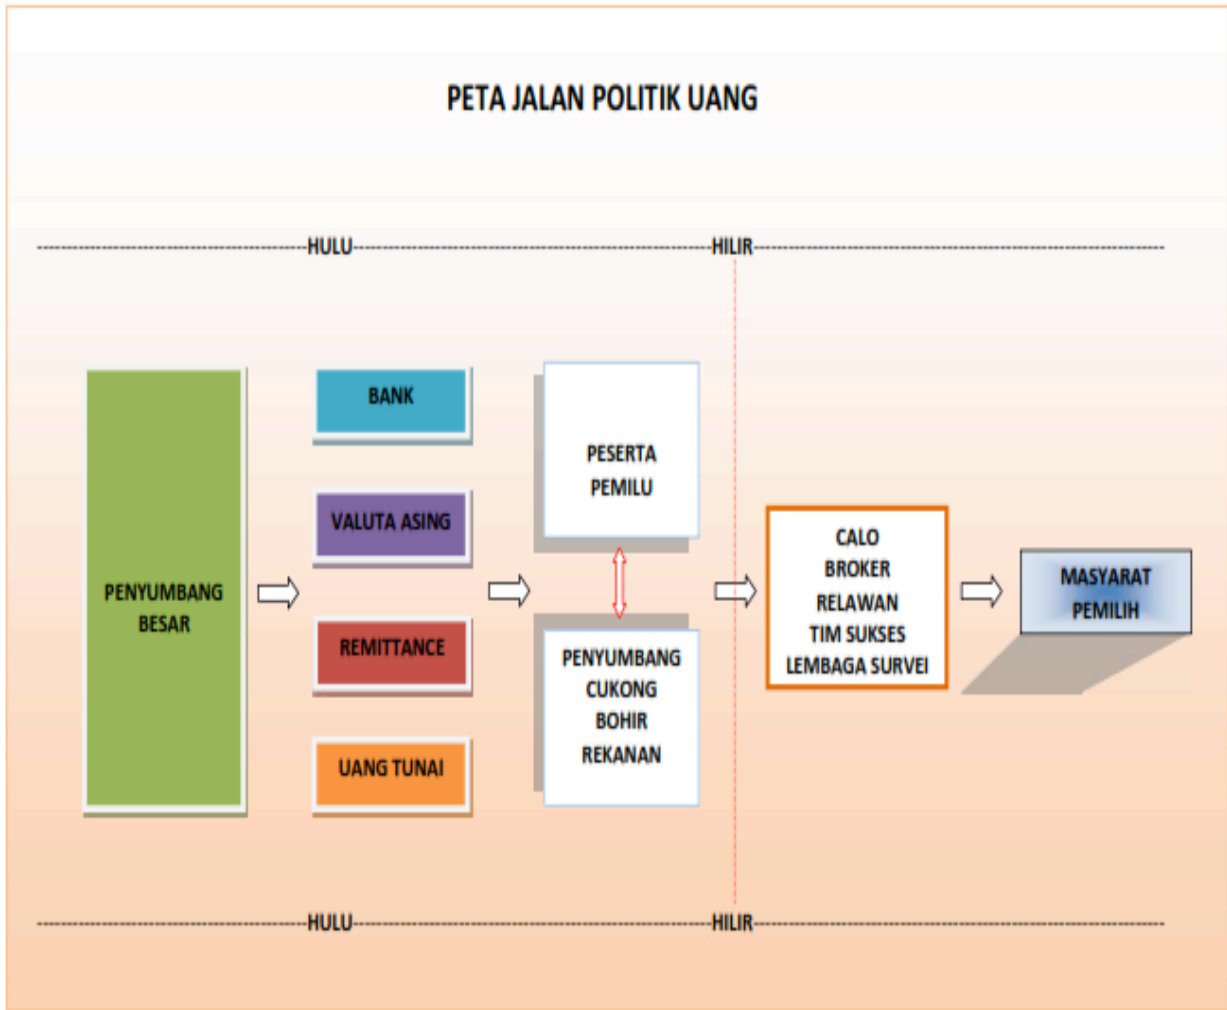 PETA JALAN POLITIK UANG
HULU HILIR
PENYUMBANG
BESAR
BANK
VALUTA ASING
REMITTANCE
UANG TUNAI
PESERTA
PEMILU
PENYUMBANG
CUKONG
BOHIR
REKANAN
CALO
BROKER
RELAWAN
TIM SUKSES
LEMBAGA SURVEI
MASYARAT
PEMILIH
HULU HILIR